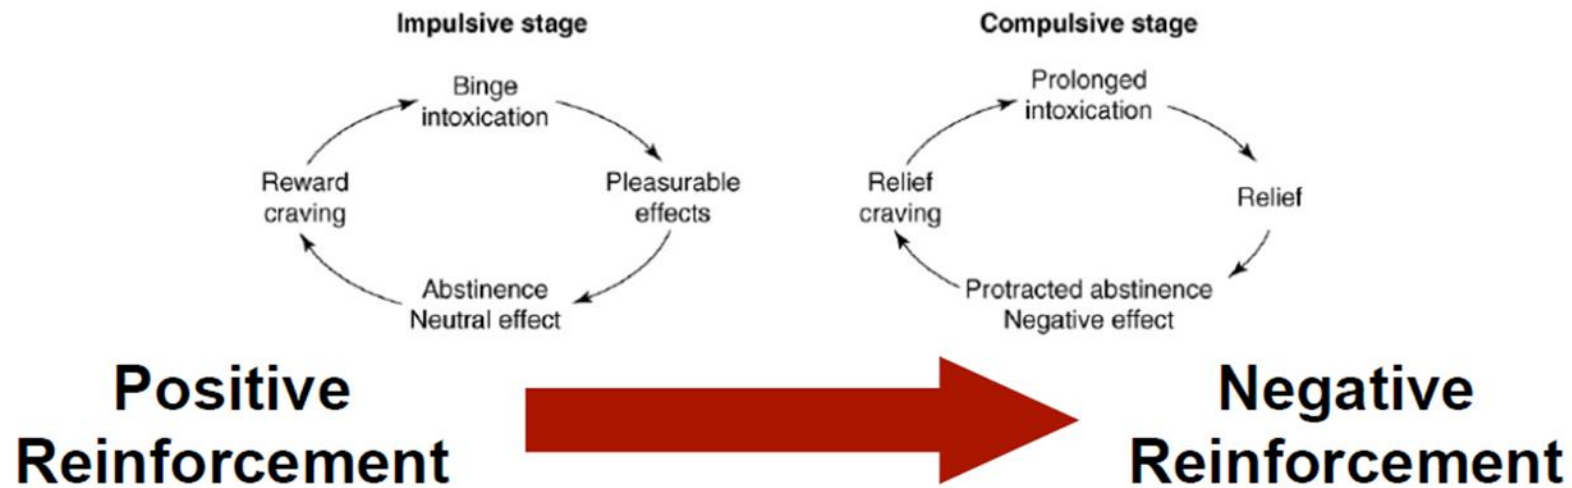 Impulsive stage
Binge
intoxication
Pleasurable
effects
Abstinence
Neutral effect
Reward
craving
Compulsive stage
Prolonged
intoxication
Relief
Protracted abstinence
Negative effect
Relief
craving
Positive
Reinforcement
Negative
Reinforcement